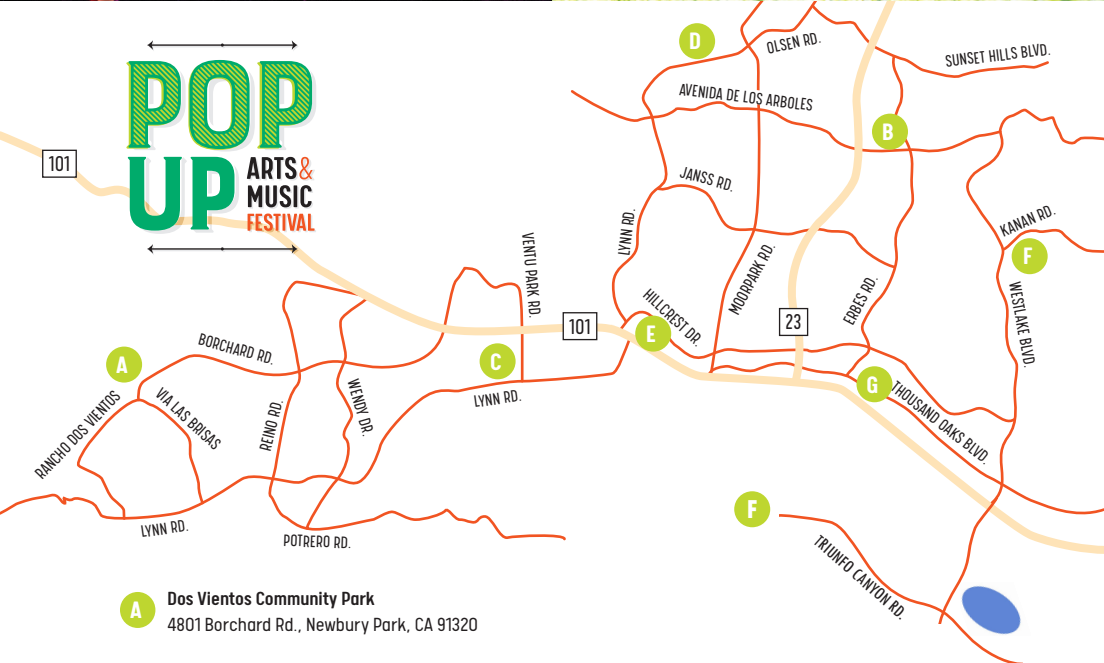 POP
UP
ARTS&
MUSIC
FESTIVAL
101
D
OLSEN RD.
SUNSET HILLS BLVD.
AVENIDA DE LOS ARBOLES
B
JANSS RD.
LYNN RD.
KANAN RD.
F
VENTU PARK RD.
MOORPARK RD.
ERBES RD.
WESTLAKE BLVD.
HILLCREST DR.
101
23
E
A
BORCHARD RD.
C
LYNN RD.
G
THOUSAND OAKS BLVD.
RANCHO DOS VIENTOS
VIA LAS BRISAS
REINO RD.
WENDY DR.
LYNN RD.
POTRERO RD.
F
TRIUNFO CANYON RD.
A
Dos Vientos Community Park
4801 Borchard Rd., Newbury Park, CA 91320